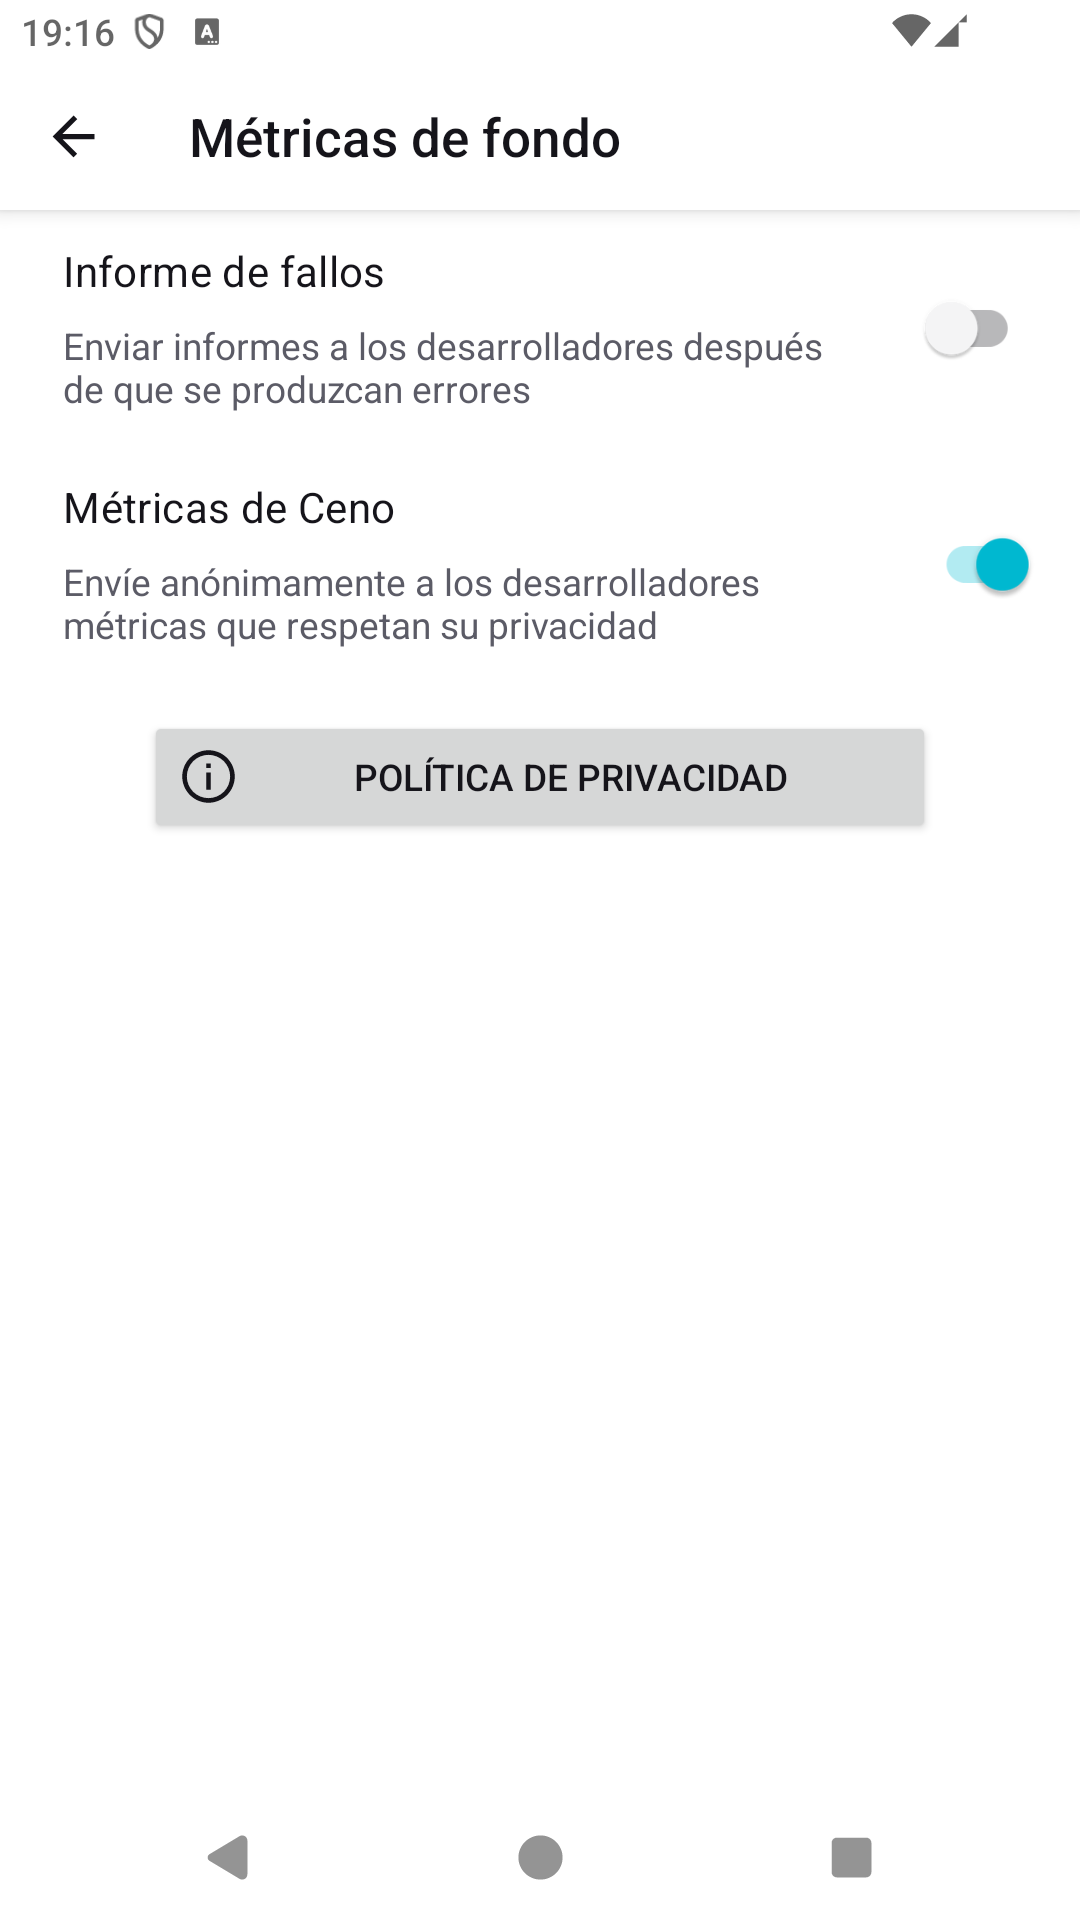 19:16
Métricas de fondo
Informe de fallos
Enviar informes a los desarrolladores después
de que se produzcan errores
Métricas de Ceno
Envíe anónimamente a los desarrolladores
métricas que respetan su privacidad
POLÍTICA DE PRIVACIDAD